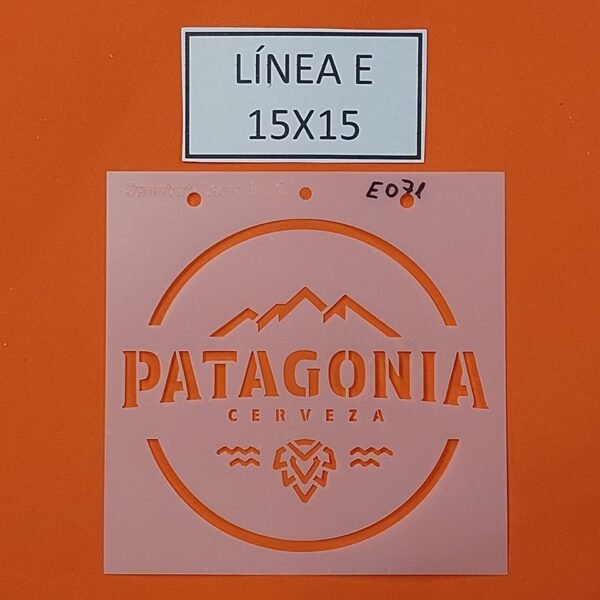 LÍNEA E
15X15
E071
PATAGONIA
CERVEZA